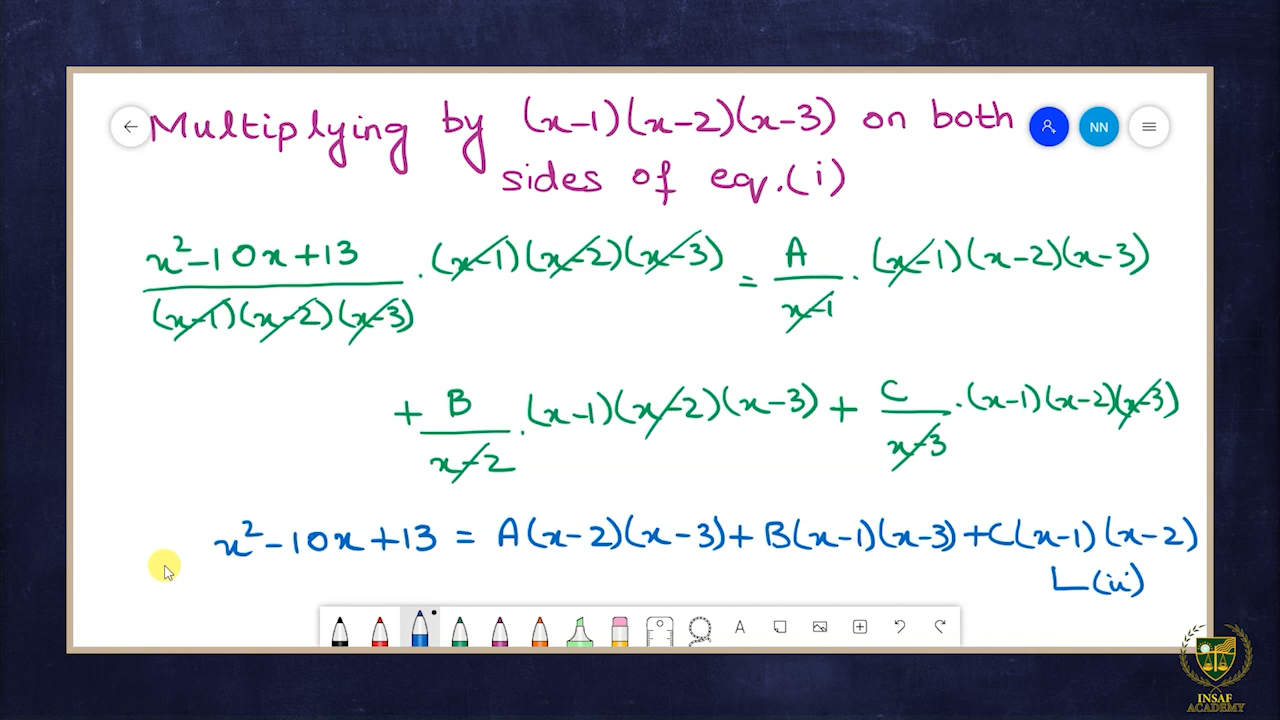 Multiplying by (x-1)(x-2)(x-3) on both
NN
sides of eq.(i)
x²-10x+13 / (x-1)(x-2)(x-3) . (x-1)(x-2)(x-3) = A / x-1 . (x-1)(x-2)(x-3)
+ B / x-2 . (x-1)(x-2)(x-3) + C / x-3 . (x-1)(x-2)(x-3)
x²-10x+13 = A(x-2)(x-3)+B(x-1)(x-3)+C(x-1)(x-2)
(ii)
A
INSAF
ACADEMY